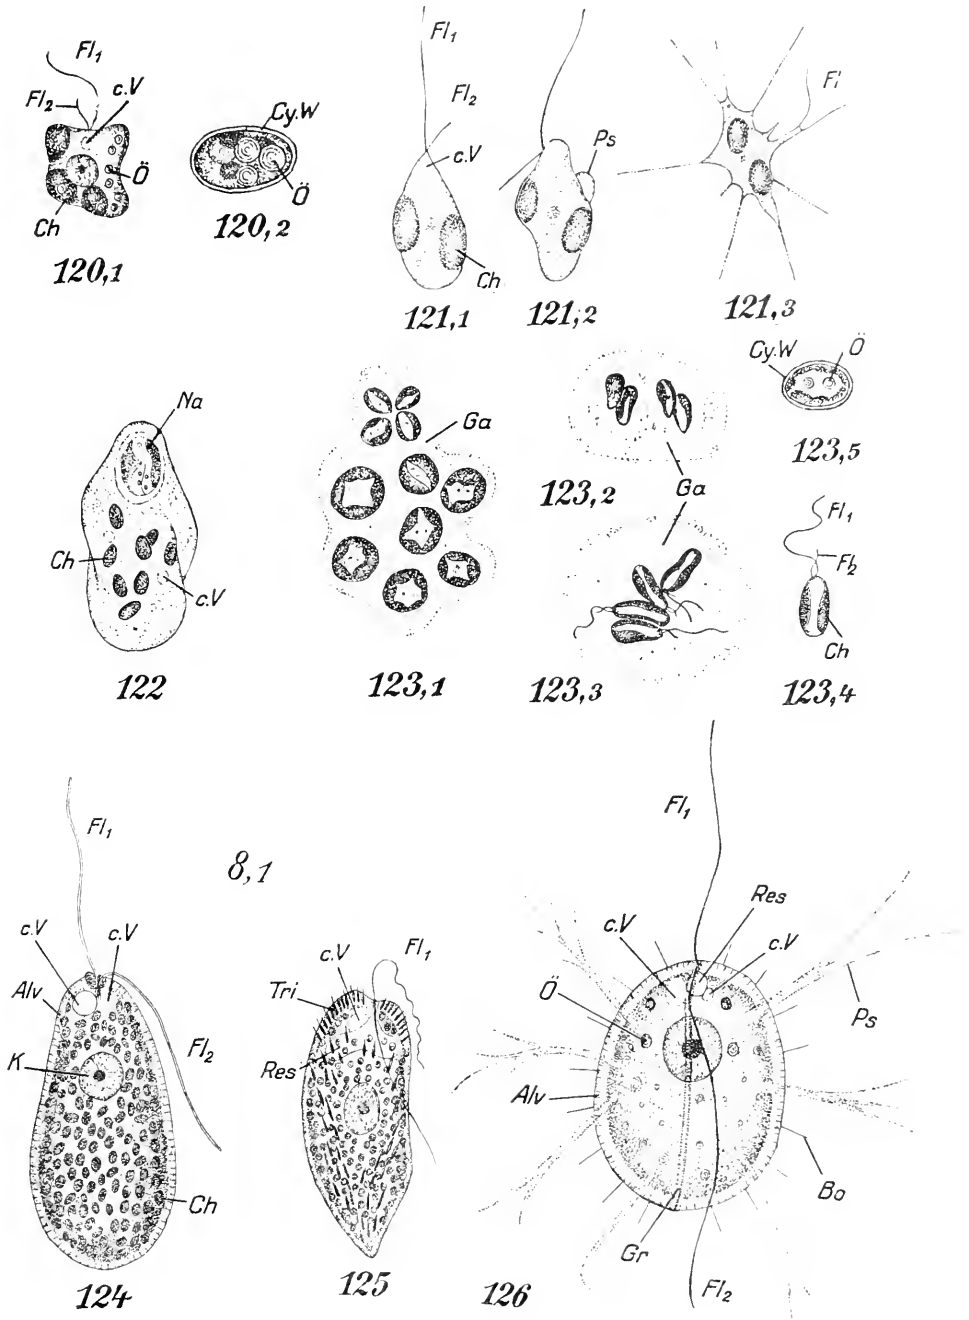 Fl₁
Fl₂
c.V
Ö
Ch
120,1
Cy.W
Ö
120,2
Fl₁
Fl₂
c.V
Ch
121,1
Ps
121,2
Fl
121,3
Na
Ch
c.V
122
Ga
123,1
123,2
Ga
123,3
Cy.W
Ö
123,5
Fl₁
Fl₂
Ch
123,4
Fl₁
8,1
c.V
c.V
Alv
K
Fl₂
Ch
124
c.V
Fl₁
Tri
Res
125
Fl₁
Res
c.V
c.V
Ö
Ps
Alv
Bo
Gr
Fl₂
126